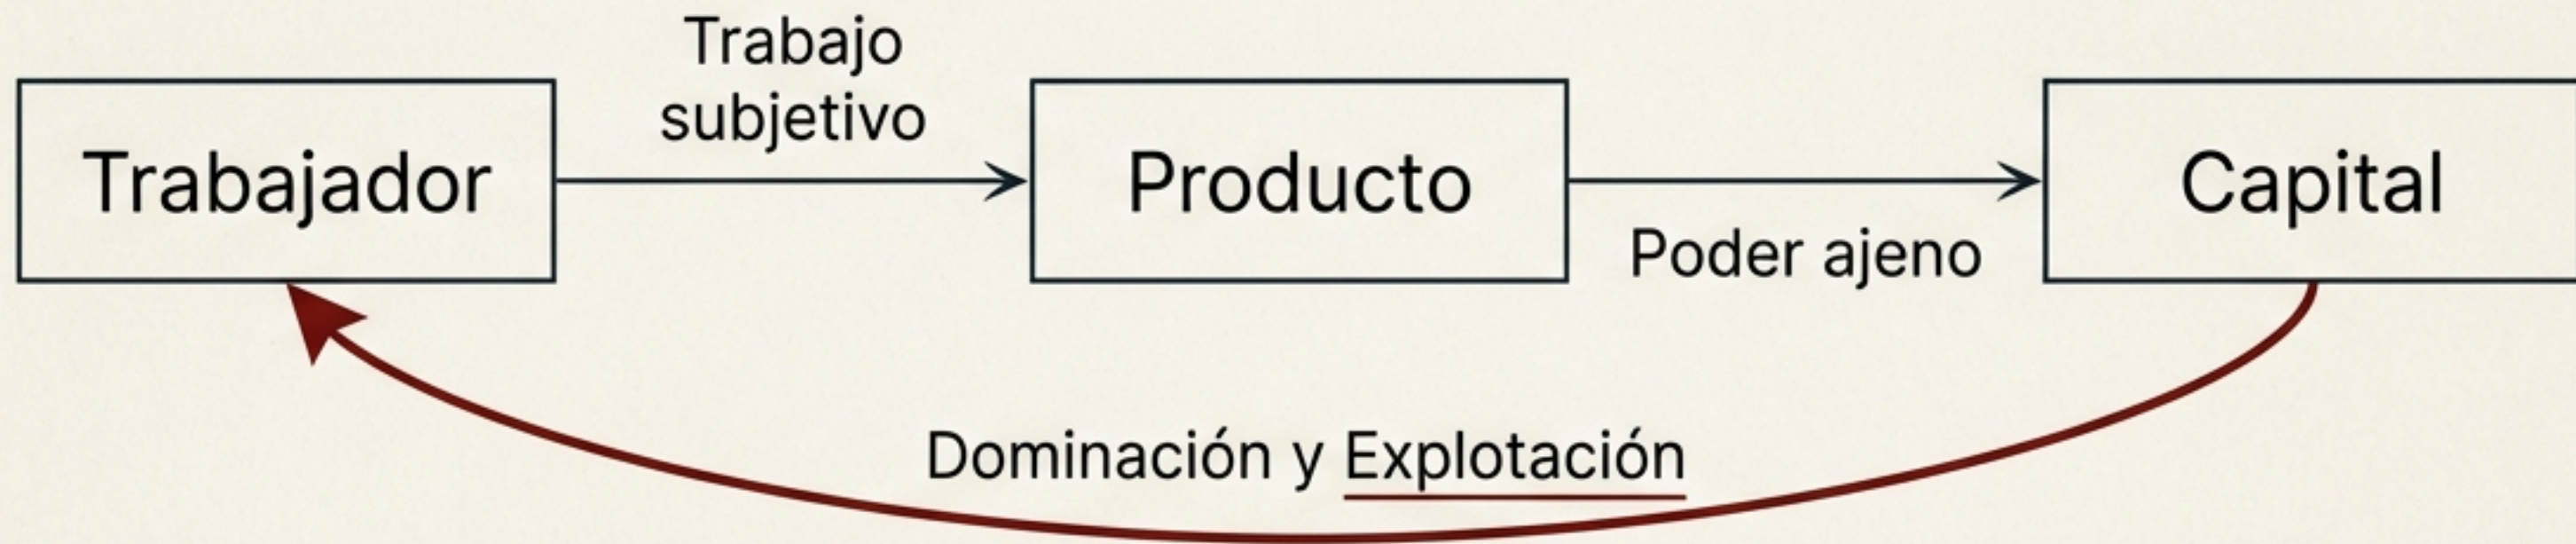 Trabajo
subjetivo
Trabajador
Producto
Capital
Poder ajeno
Dominación y Explotación